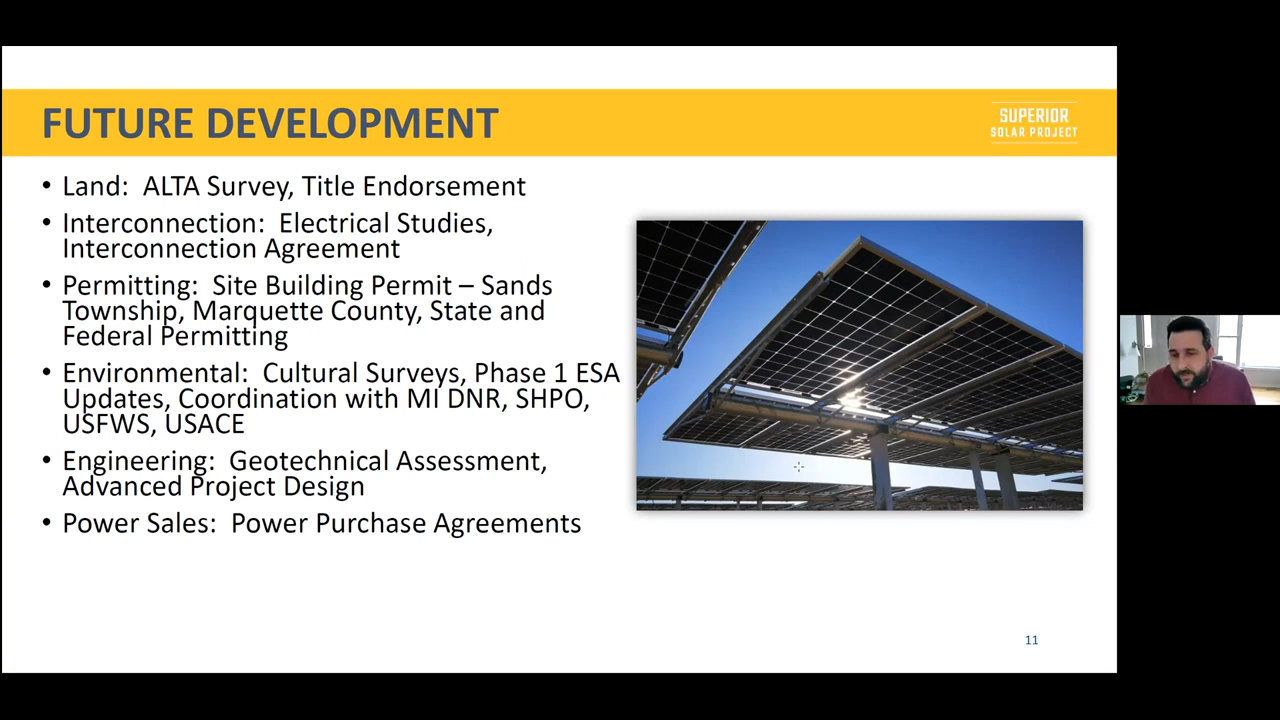 FUTURE DEVELOPMENT
SUPERIOR
SOLAR PROJECT
• Land:  ALTA Survey, Title Endorsement
• Interconnection:  Electrical Studies,
Interconnection Agreement
• Permitting:  Site Building Permit – Sands
Township, Marquette County, State and
Federal Permitting
• Environmental:  Cultural Surveys, Phase 1 ESA
Updates, Coordination with MI DNR, SHPO,
USFWS, USACE
• Engineering:  Geotechnical Assessment,
Advanced Project Design
• Power Sales:  Power Purchase Agreements
11